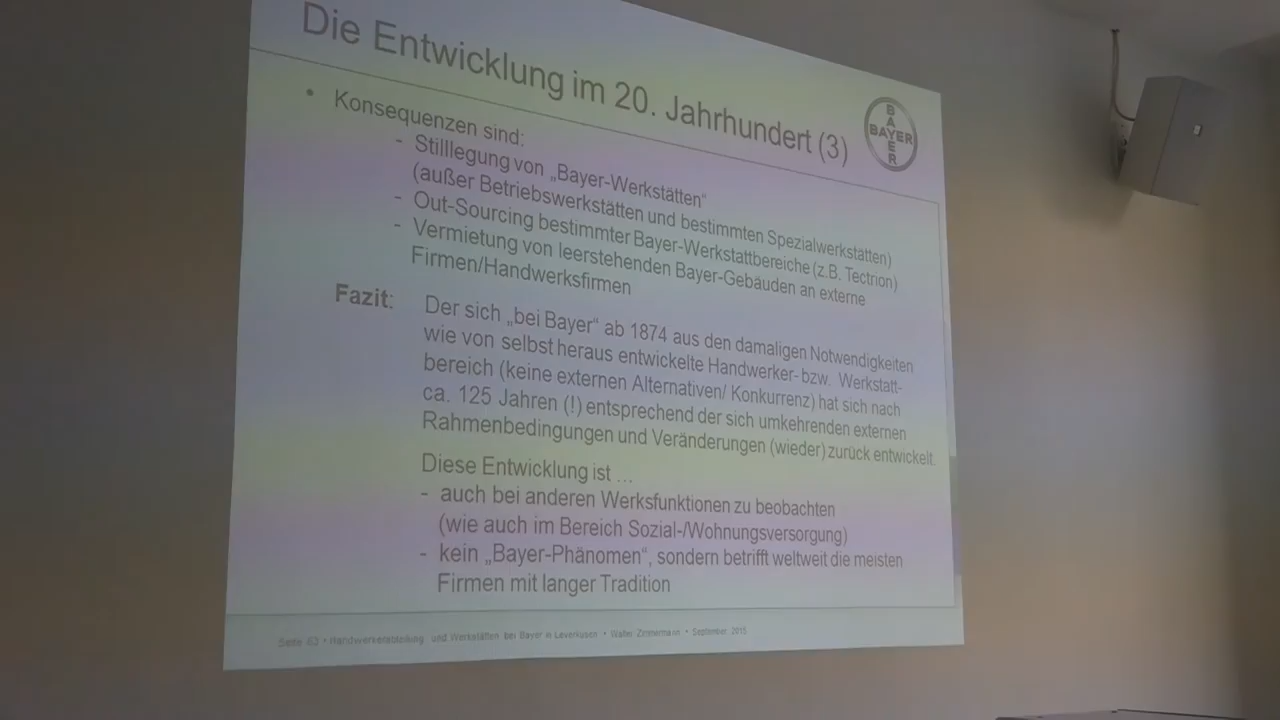 Die Entwicklung im 20. Jahrhundert (3)
BAYER
BAYER
• Konsequenzen sind:
- Stilllegung von „Bayer-Werkstätten"
(außer Betriebswerkstätten und bestimmten Spezialwerkstätten)
- Out-Sourcing bestimmter Bayer-Werkstattbereiche (z.B. Tectrion)
- Vermietung von leerstehenden Bayer-Gebäuden an externe
Firmen/Handwerksfirmen
Fazit: Der sich „bei Bayer" ab 1874 aus den damaligen Notwendigkeiten
wie von selbst heraus entwickelte Handwerker- bzw. Werkstatt-
bereich (keine externen Alternativen/ Konkurrenz) hat sich nach
ca. 125 Jahren (!) entsprechend der sich umkehrenden externen
Rahmenbedingungen und Veränderungen (wieder) zurück entwickelt.
Diese Entwicklung ist ...
- auch bei anderen Werksfunktionen zu beobachten
(wie auch im Bereich Sozial-/Wohnungsversorgung)
- kein „Bayer-Phänomen", sondern betrifft weltweit die meisten
Firmen mit langer Tradition
Seite • Handwerkerabteilung und Werkstätten bei Bayer in Leverkusen • Walter Zimmermann • September 2015